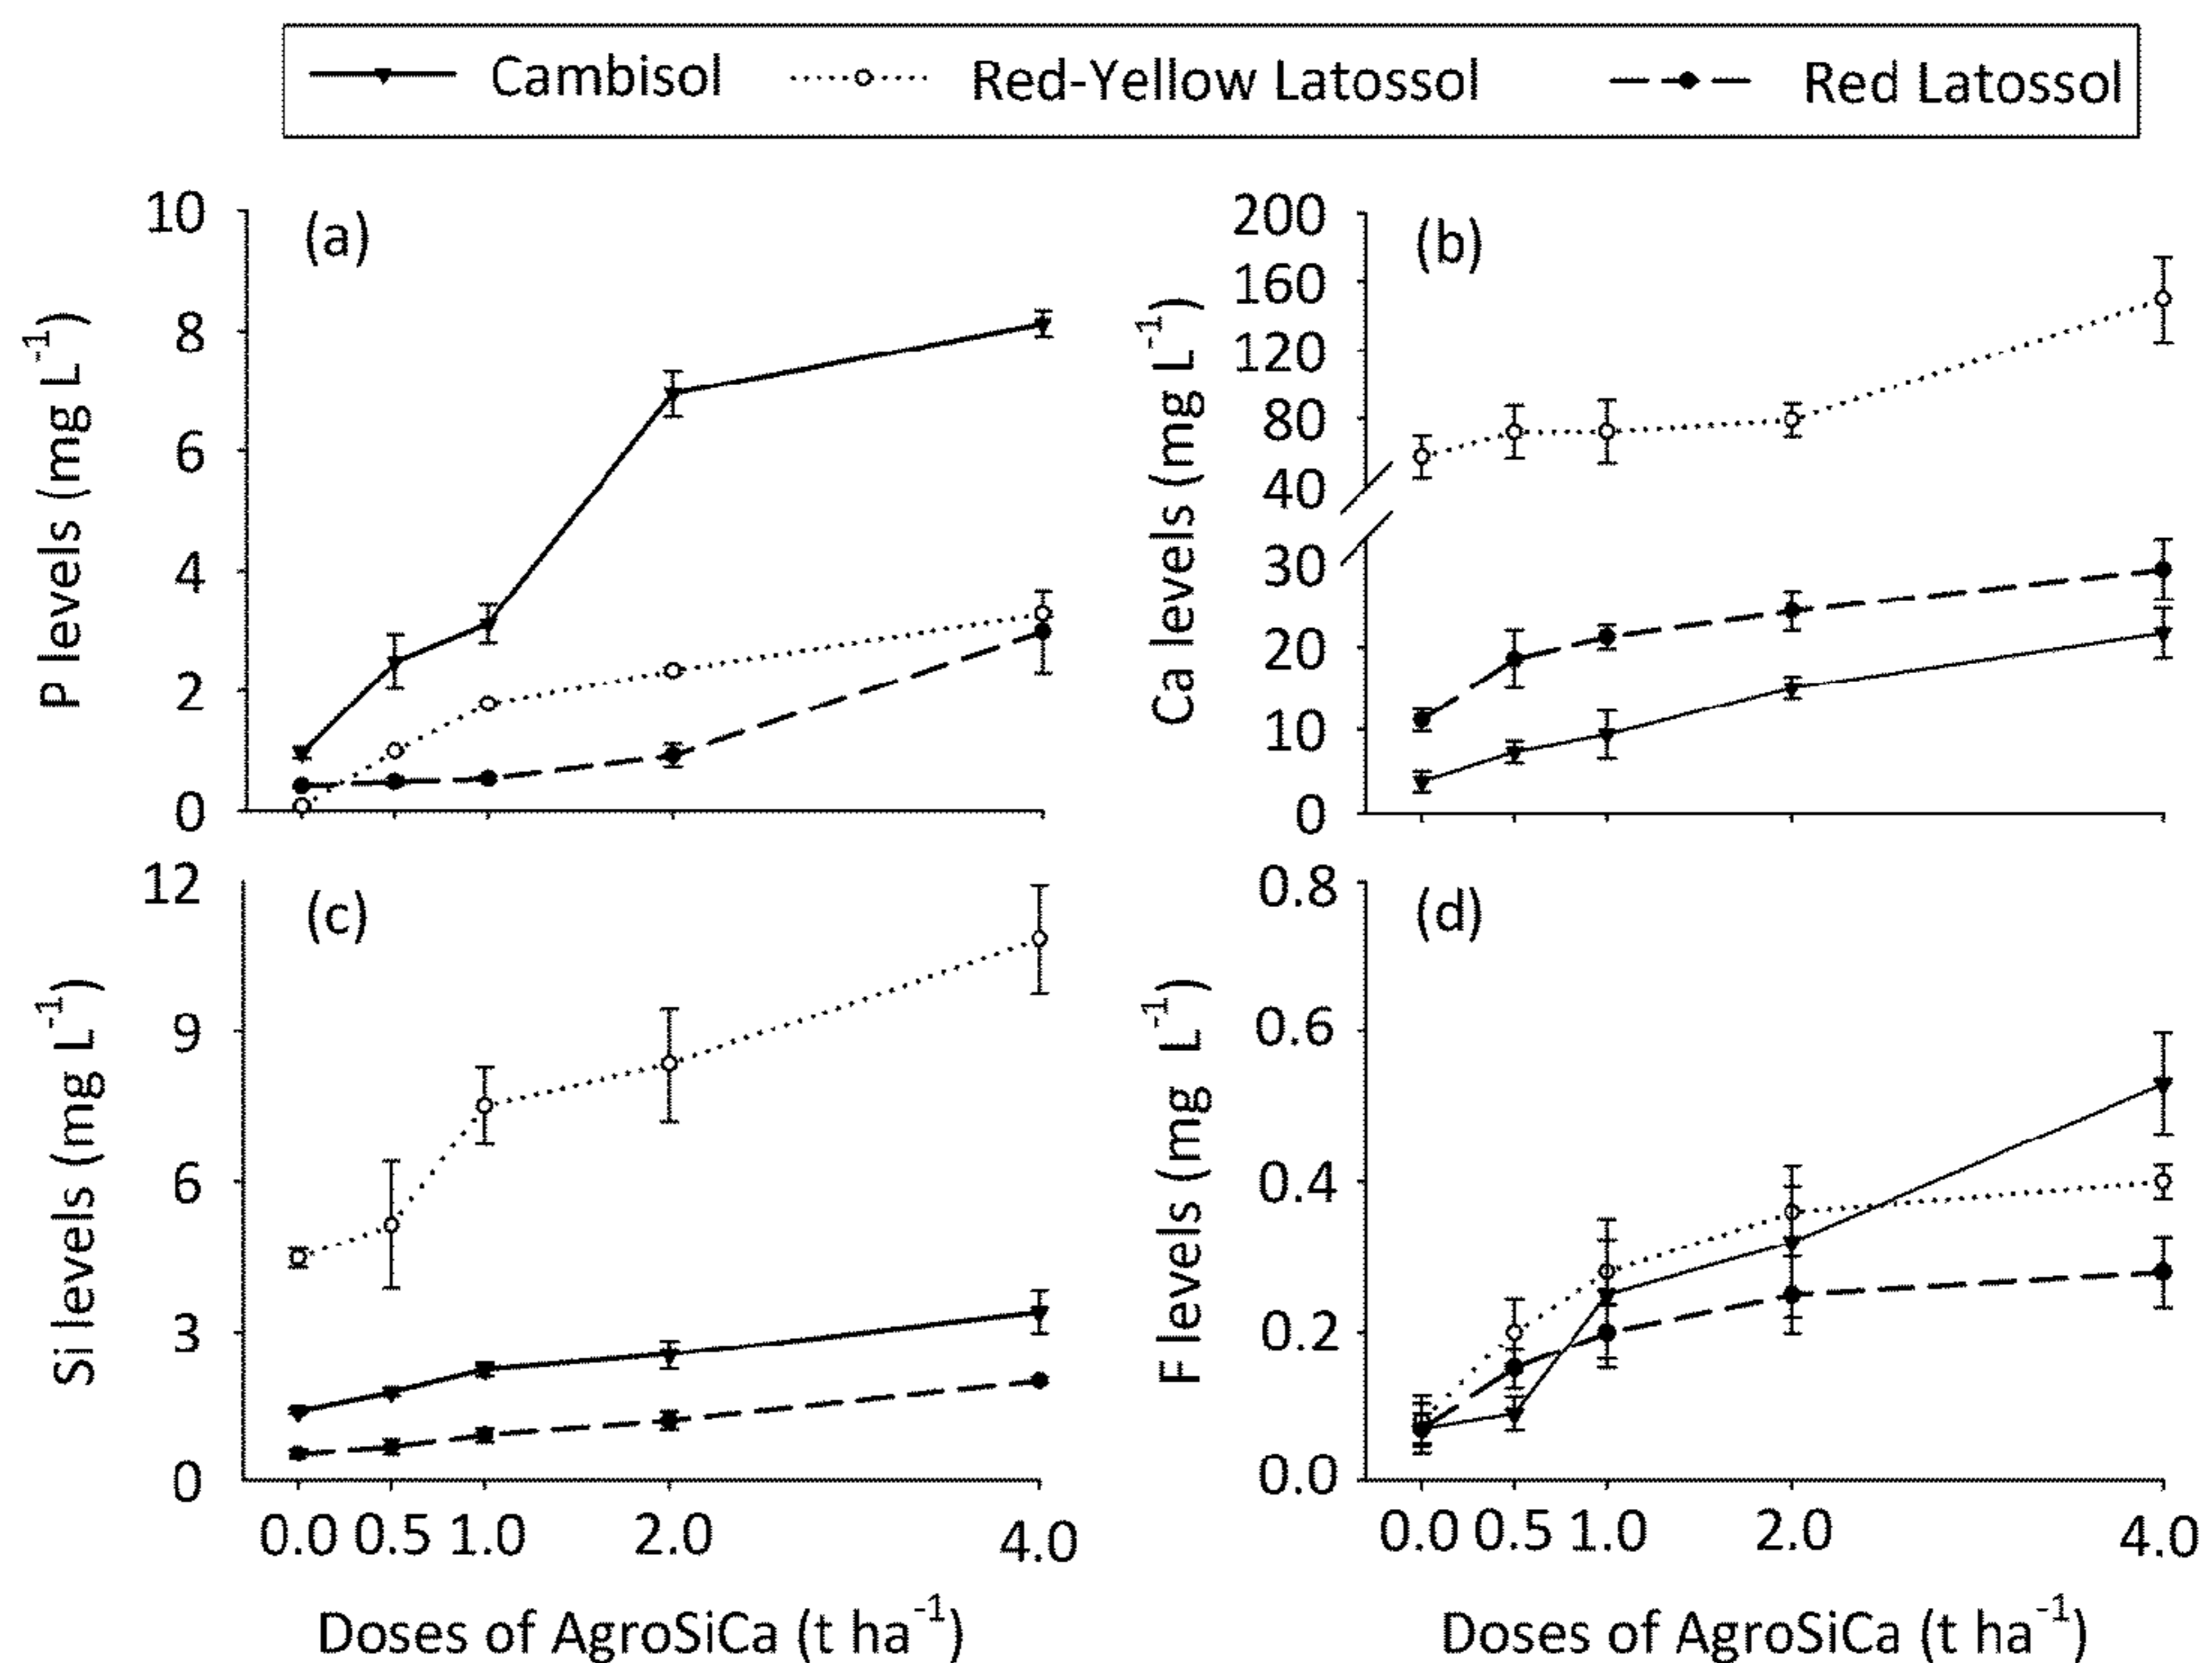 Cambisol Red-Yellow Latossol Red Latossol
(a)
P levels (mg L⁻¹)
10
8
6
4
2
0
(b)
Ca levels (mg L⁻¹)
200
160
120
80
40
30
20
10
0
(c)
Si levels (mg L⁻¹)
12
9
6
3
0
0.0 0.5 1.0 2.0 4.0
Doses of AgroSiCa (t ha⁻¹)
(d)
F levels (mg L⁻¹)
0.8
0.6
0.4
0.2
0.0
0.0 0.5 1.0 2.0 4.0
Doses of AgroSiCa (t ha⁻¹)